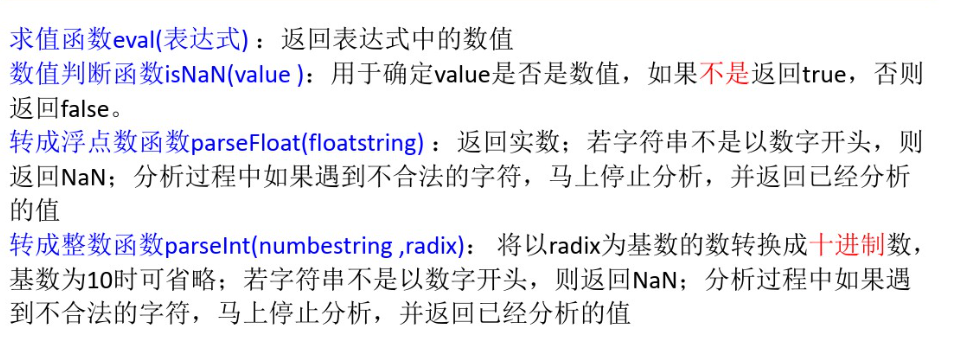 求值函数eval(表达式) ：返回表达式中的数值
数值判断函数isNaN(value )：用于确定value是否是数值，如果不是返回true，否则
返回false。
转成浮点数函数parseFloat(floatstring) ：返回实数；若字符串不是以数字开头，则
返回NaN；分析过程中如果遇到不合法的字符，马上停止分析，并返回已经分析
的值
转成整数函数parseInt(numbestring ,radix)： 将以radix为基数的数转换成十进制数，
基数为10时可省略；若字符串不是以数字开头，则返回NaN；分析过程中如果遇
到不合法的字符，马上停止分析，并返回已经分析的值